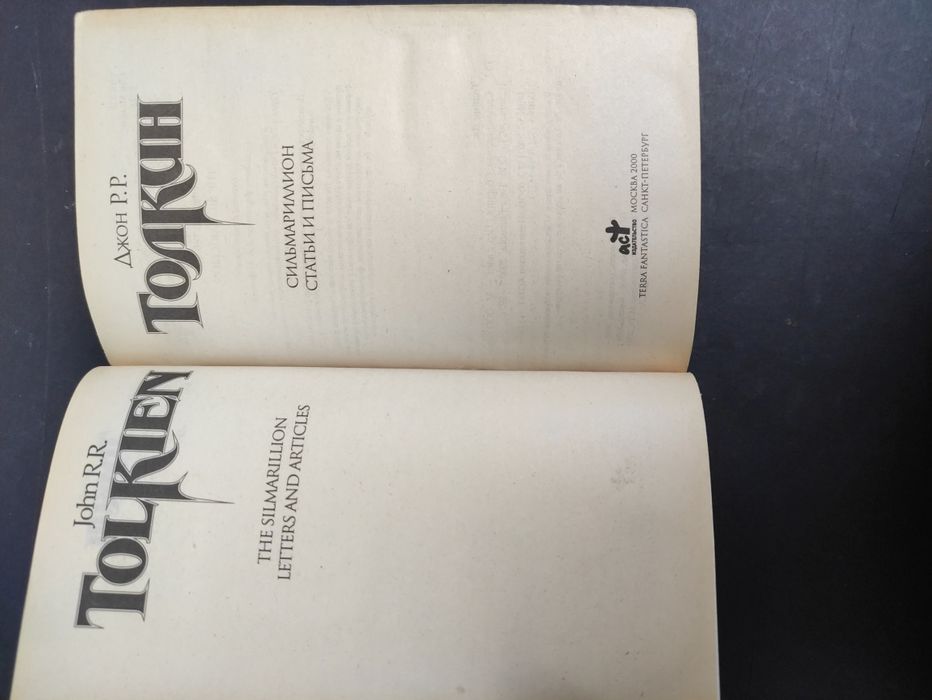 John R.R.
TOLKIEN
THE SILMARILLION
LETTERS AND ARTICLES
Джон Р.Р.
ТОЛКИН
СИЛЬМАРИЛЛИОН
СТАТЬИ И ПИСЬМА
аст
ИЗДАТЕЛЬСТВО МОСКВА 2000
TERRA FANTASTICA САНКТ-ПЕТЕРБУРГ